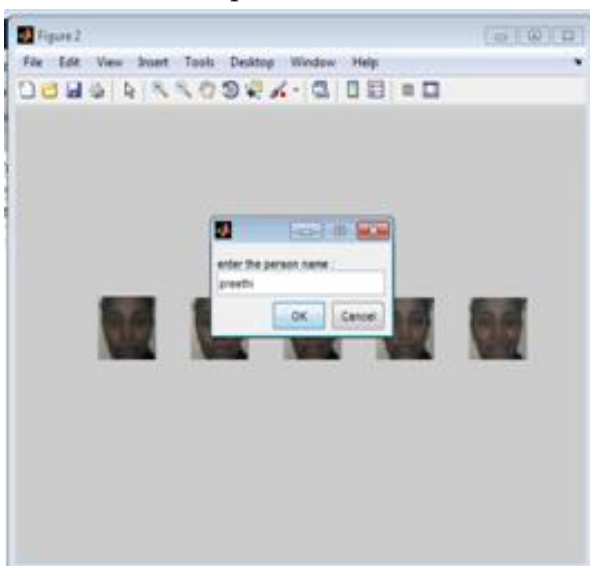 Figure 2
File Edit View Insert Tools Desktop Window Help
enter the person name :
preethi
OK Cancel